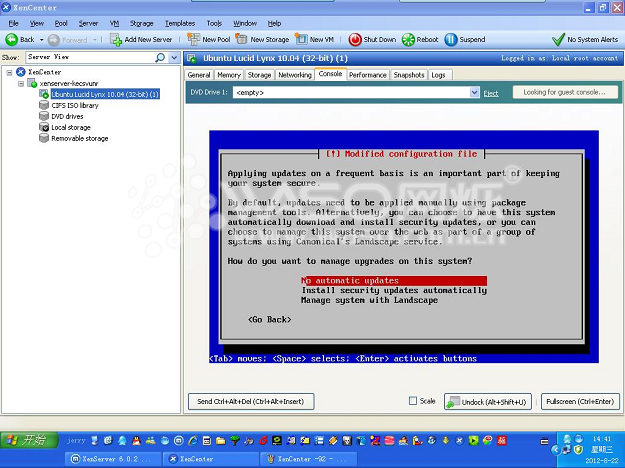 XenCenter
File View Pool Server VM Storage Templates Tools Window Help
Back Forward Add New Server New Pool New Storage New VM Shut Down Reboot Suspend No System Alerts
Show: Server View
XenCenter
xenserver-kecsvunr
Ubuntu Lucid Lynx 10.04 (32-bit) (1)
CIFS ISO library
DVD drives
Local storage
Removable storage
Ubuntu Lucid Lynx 10.04 (32-bit) (1) Logged in as: Local root account
General Memory Storage Networking Console Performance Snapshots Logs
DVD Drive 1: <empty> Eject Looking for guest console...
[!] Modified configuration file
Applying updates on a frequent basis is an important part of keeping
your system secure.
By default, updates need to be applied manually using package
management tools. Alternatively, you can choose to have this system
automatically download and install security updates, or you can
choose to manage this system over the web as part of a group of
systems using Canonical's Landscape service.
How do you want to manage upgrades on this system?
No automatic updates
Install security updates automatically
Manage system with Landscape
<Go Back>
<Tab> moves; <Space> selects; <Enter> activates buttons
Send Ctrl+Alt+Del (Ctrl+Alt+Insert) Scale Undock (Alt+Shift+U) Fullscreen (Ctrl+Enter)
开始 jerry
14:41
星期三
2012-8-22
XenServer 6.0.2 ... XenCenter XenCenter -92 - ...